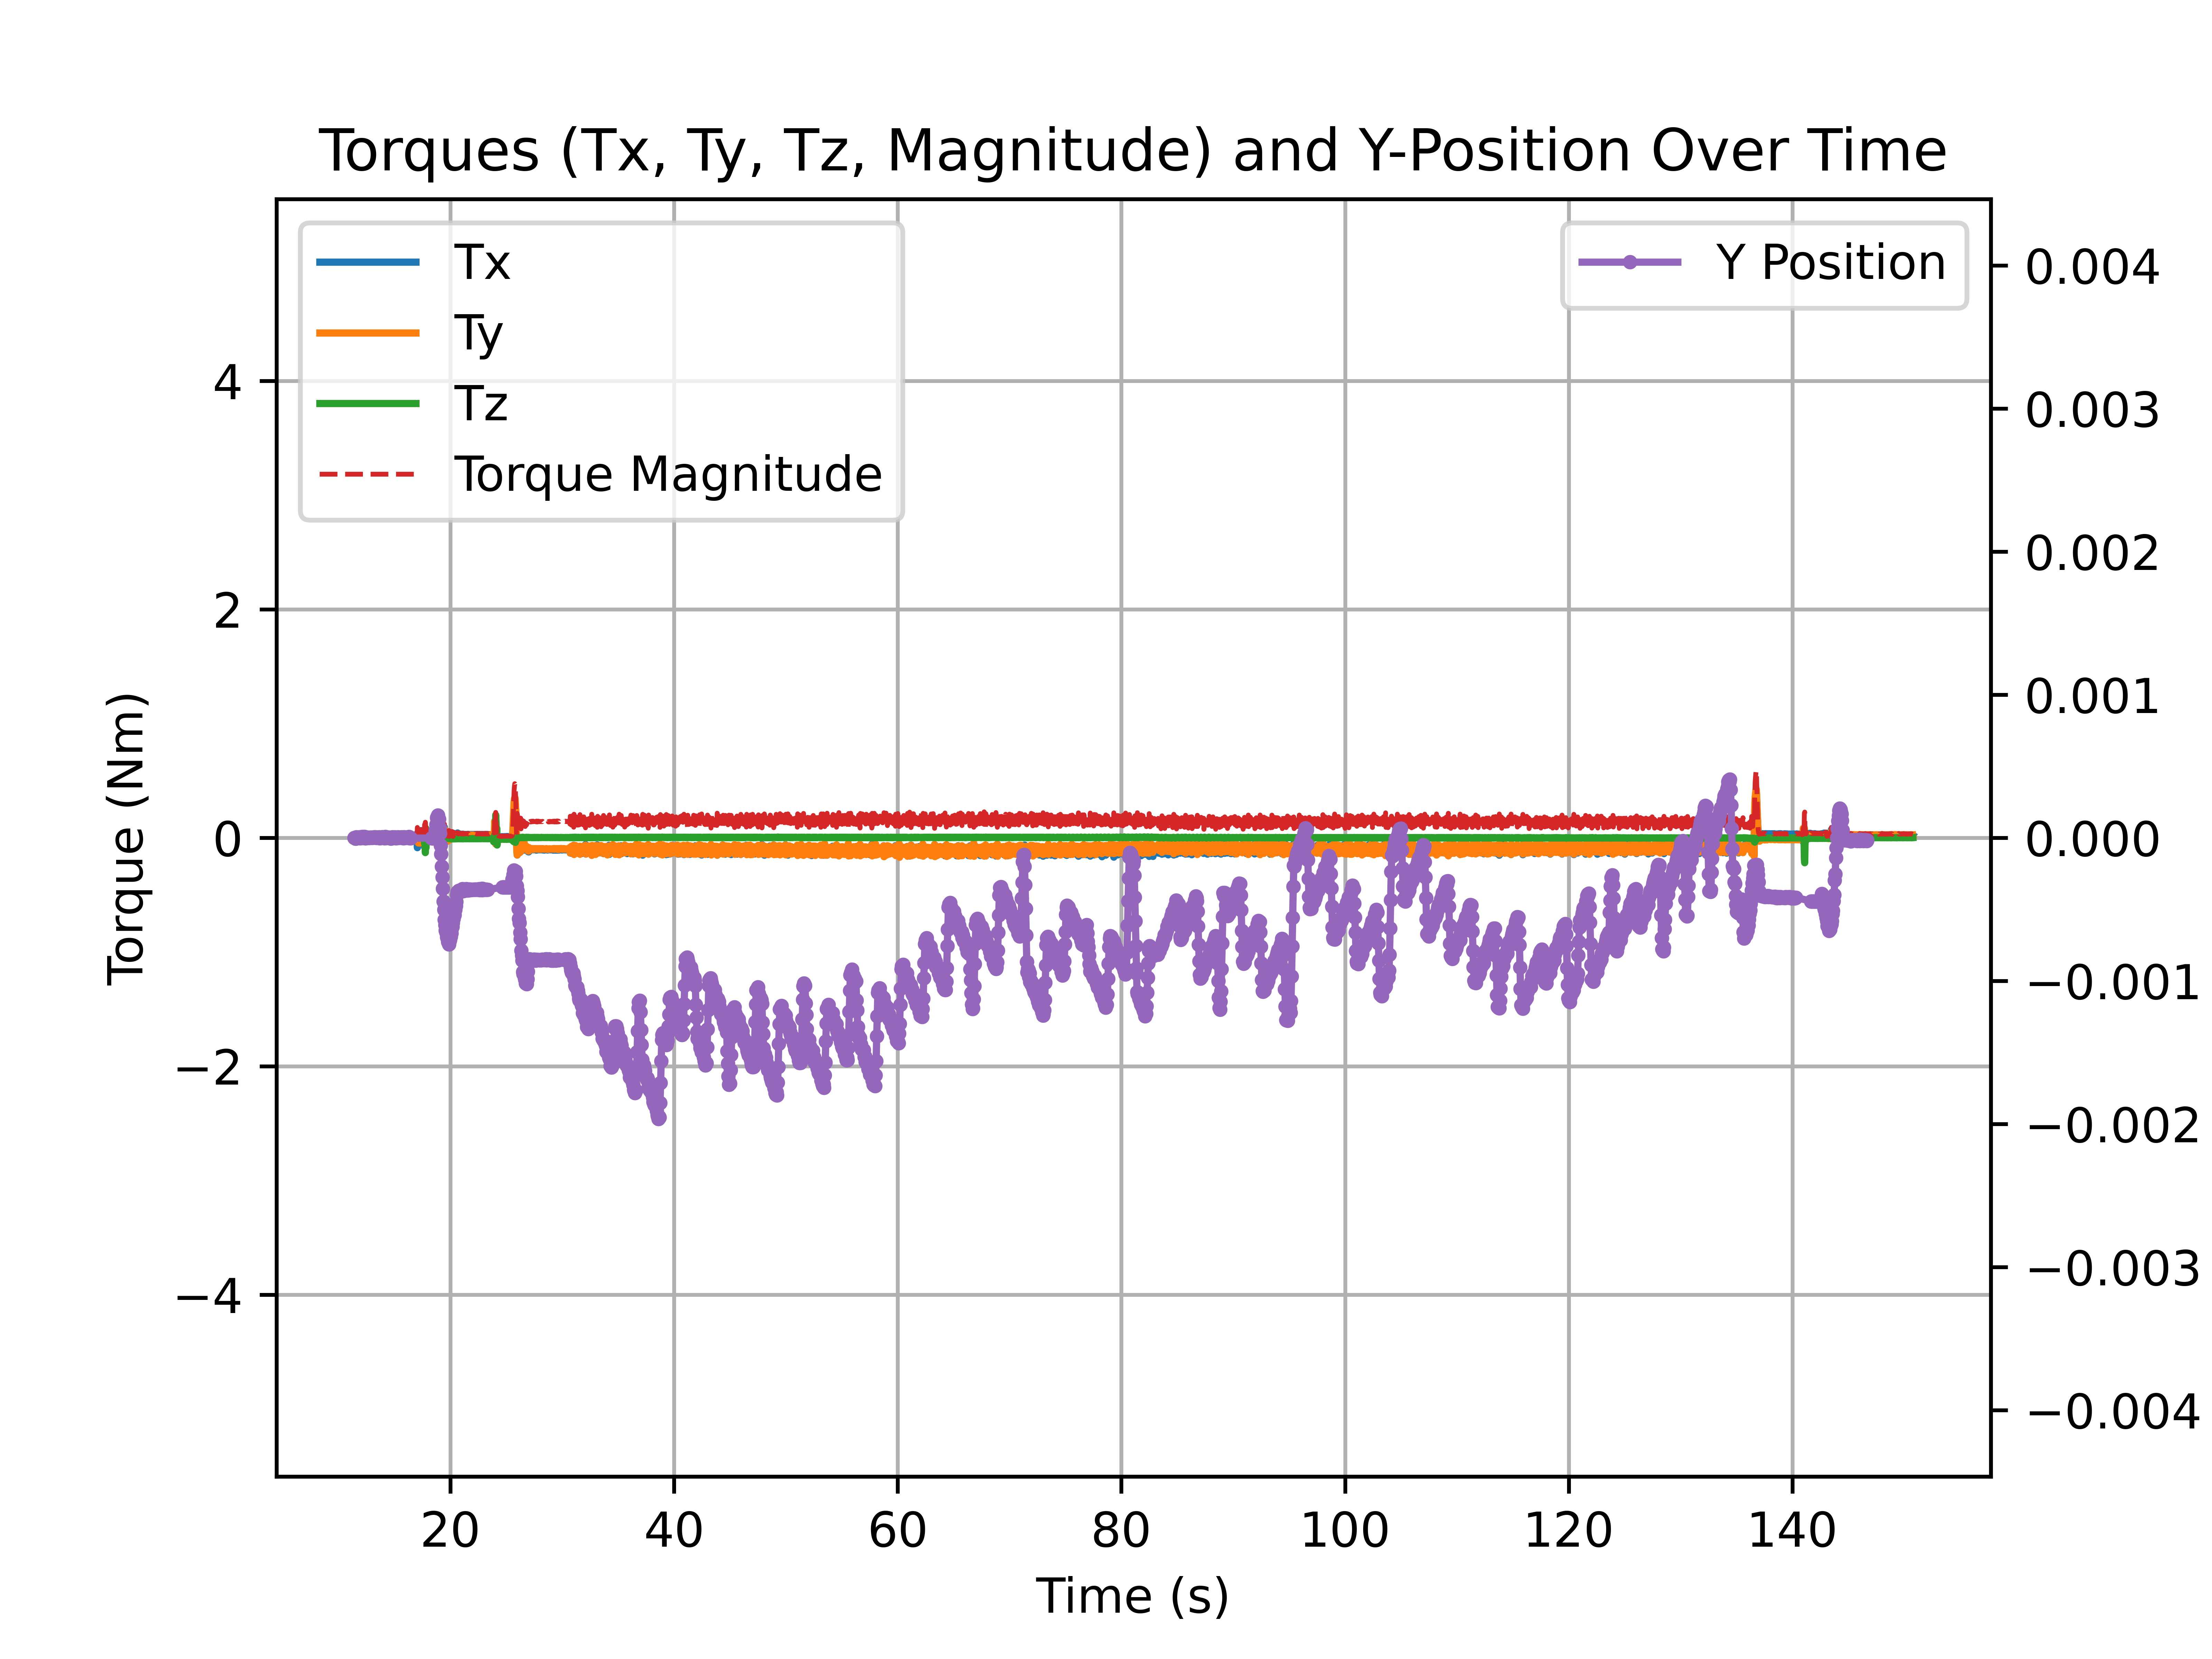 Torques (Tx, Ty, Tz, Magnitude) and Y-Position Over Time
Tx
Ty
Tz
Torque Magnitude
Y Position
Torque (Nm)
4
2
0
−2
−4
0.004
0.003
0.002
0.001
0.000
−0.001
−0.002
−0.003
−0.004
20 40 60 80 100 120 140
Time (s)